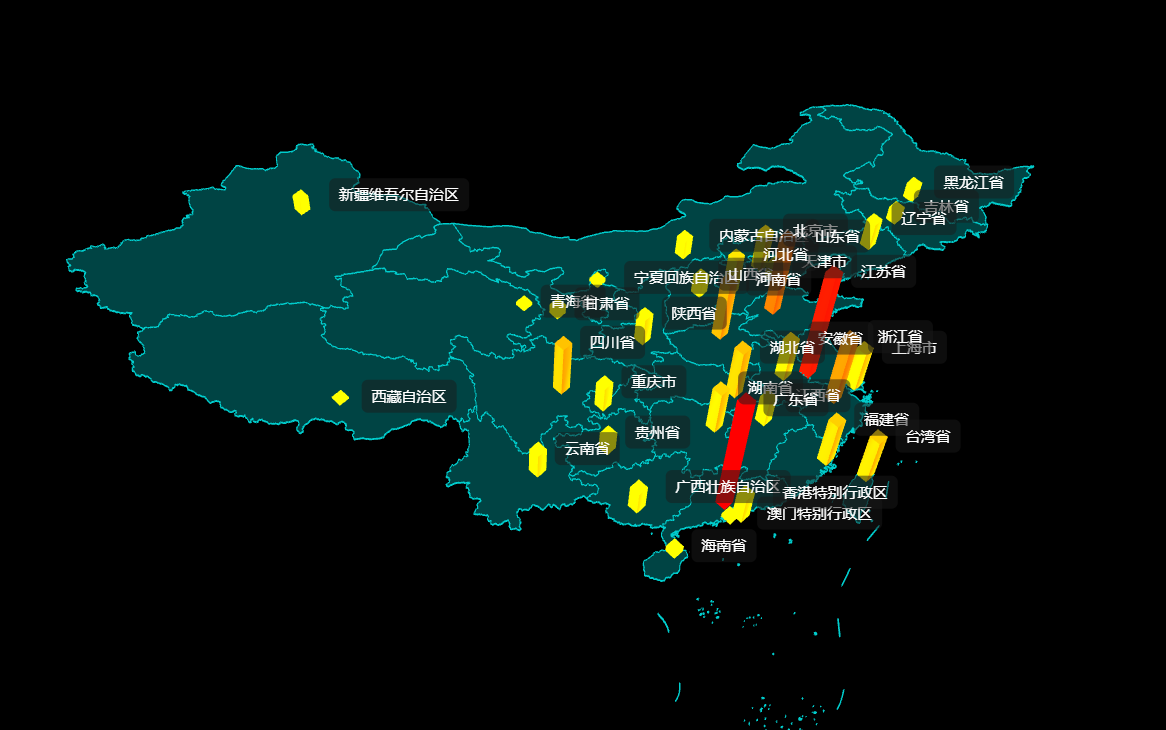 黑龙江省
新疆维吾尔自治区
吉林省
辽宁省
北京市
内蒙古自治区
山东省
河北省
天津市
江苏省
山西省
宁夏回族自治区
河南省
青海省
甘肃省
陕西省
浙江省
安徽省
四川省
湖北省
上海市
重庆市
湖南省
西藏自治区
江西省
广东省
福建省
贵州省
台湾省
云南省
广西壮族自治区
香港特别行政区
澳门特别行政区
海南省